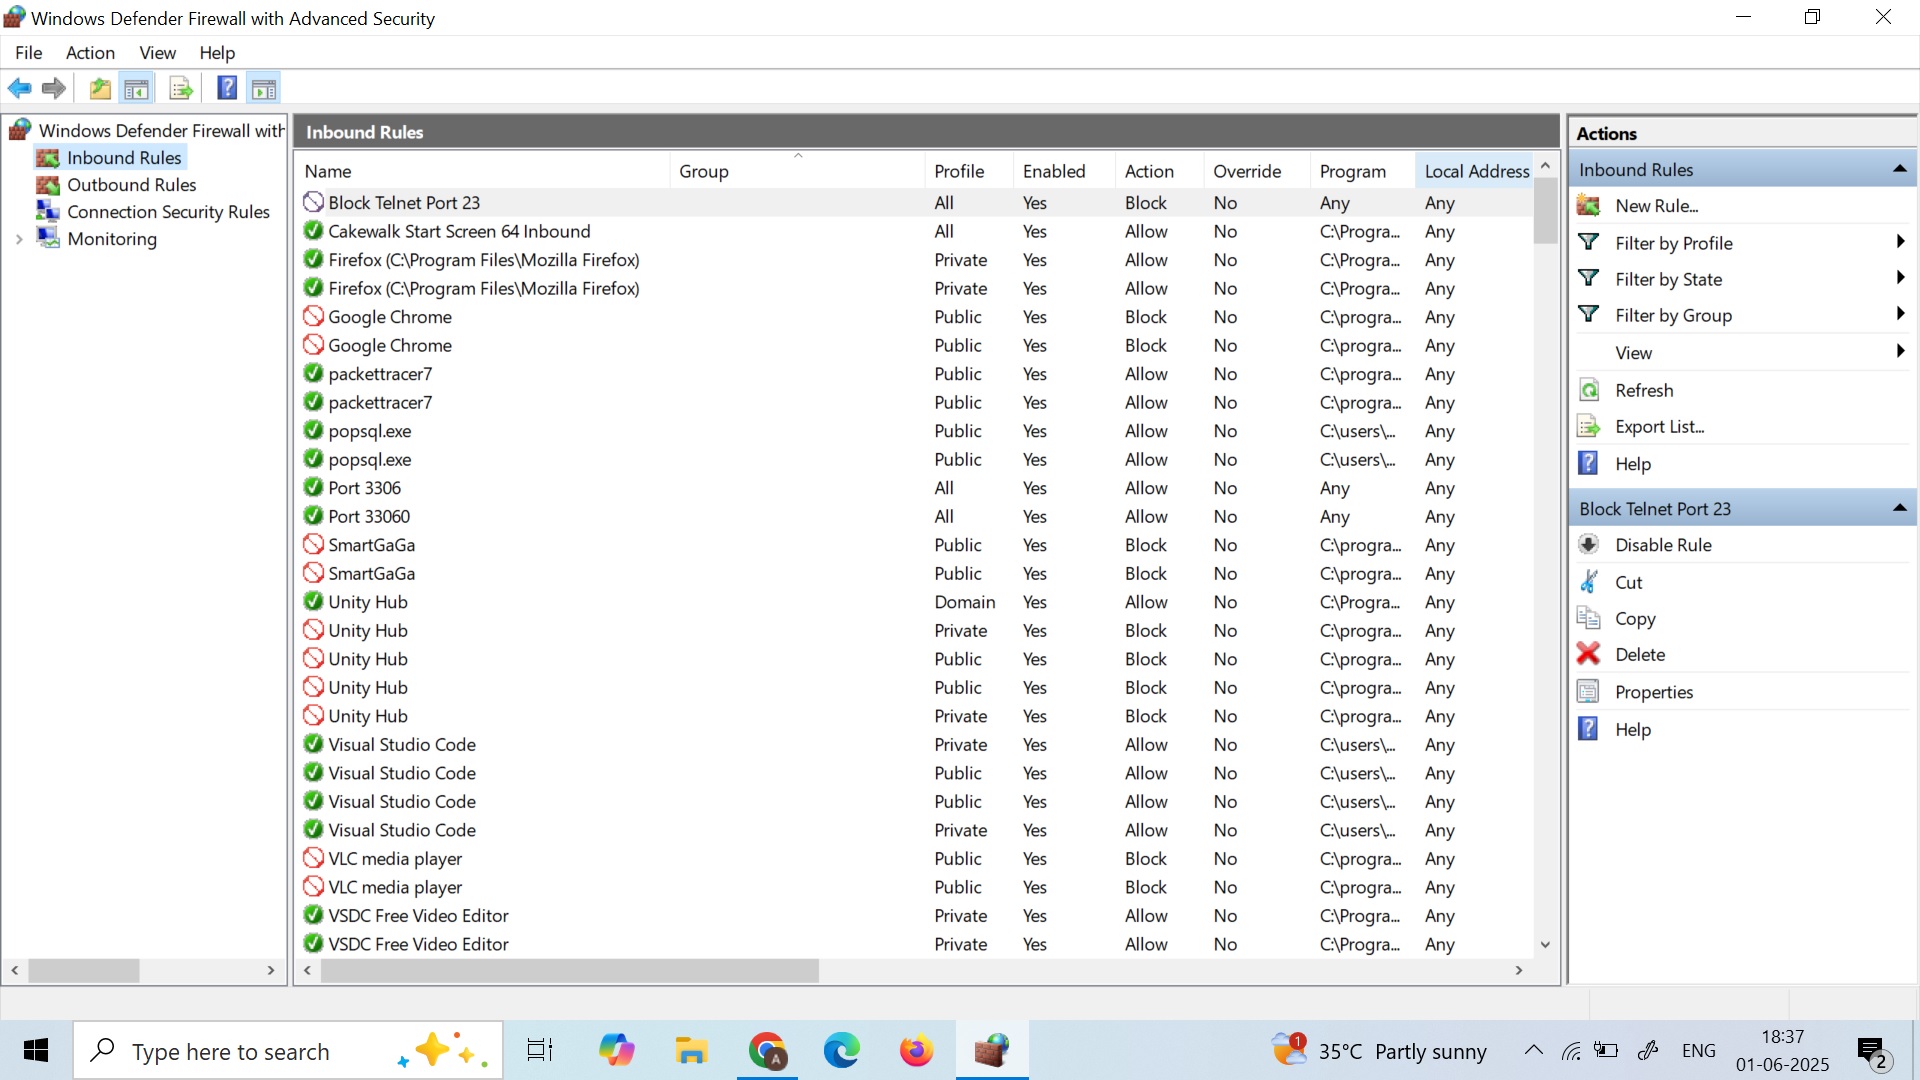 Windows Defender Firewall with Advanced Security
File Action View Help
Windows Defender Firewall with
Inbound Rules
Outbound Rules
Connection Security Rules
Monitoring
Inbound Rules
Name Group Profile Enabled Action Override Program Local Address
Block Telnet Port 23 All Yes Block No Any Any
Cakewalk Start Screen 64 Inbound All Yes Allow No C:\Progra... Any
Firefox (C:\Program Files\Mozilla Firefox) Private Yes Allow No C:\Progra... Any
Firefox (C:\Program Files\Mozilla Firefox) Private Yes Allow No C:\Progra... Any
Google Chrome Public Yes Block No C:\progra... Any
Google Chrome Public Yes Block No C:\progra... Any
packettracer7 Public Yes Allow No C:\progra... Any
packettracer7 Public Yes Allow No C:\progra... Any
popsql.exe Public Yes Allow No C:\users\... Any
popsql.exe Public Yes Allow No C:\users\... Any
Port 3306 All Yes Allow No Any Any
Port 33060 All Yes Allow No Any Any
SmartGaGa Public Yes Block No C:\progra... Any
SmartGaGa Public Yes Block No C:\progra... Any
Unity Hub Domain Yes Allow No C:\Progra... Any
Unity Hub Private Yes Block No C:\progra... Any
Unity Hub Public Yes Block No C:\progra... Any
Unity Hub Public Yes Block No C:\progra... Any
Unity Hub Private Yes Block No C:\progra... Any
Visual Studio Code Private Yes Allow No C:\users\... Any
Visual Studio Code Public Yes Allow No C:\users\... Any
Visual Studio Code Public Yes Allow No C:\users\... Any
Visual Studio Code Private Yes Allow No C:\users\... Any
VLC media player Public Yes Block No C:\progra... Any
VLC media player Public Yes Block No C:\progra... Any
VSDC Free Video Editor Private Yes Allow No C:\Progra... Any
VSDC Free Video Editor Private Yes Allow No C:\Progra... Any
Actions
Inbound Rules
New Rule...
Filter by Profile
Filter by State
Filter by Group
View
Refresh
Export List...
Help
Block Telnet Port 23
Disable Rule
Cut
Copy
Delete
Properties
Help
Type here to search
A
1
35°C Partly sunny
ENG
18:37
01-06-2025
2